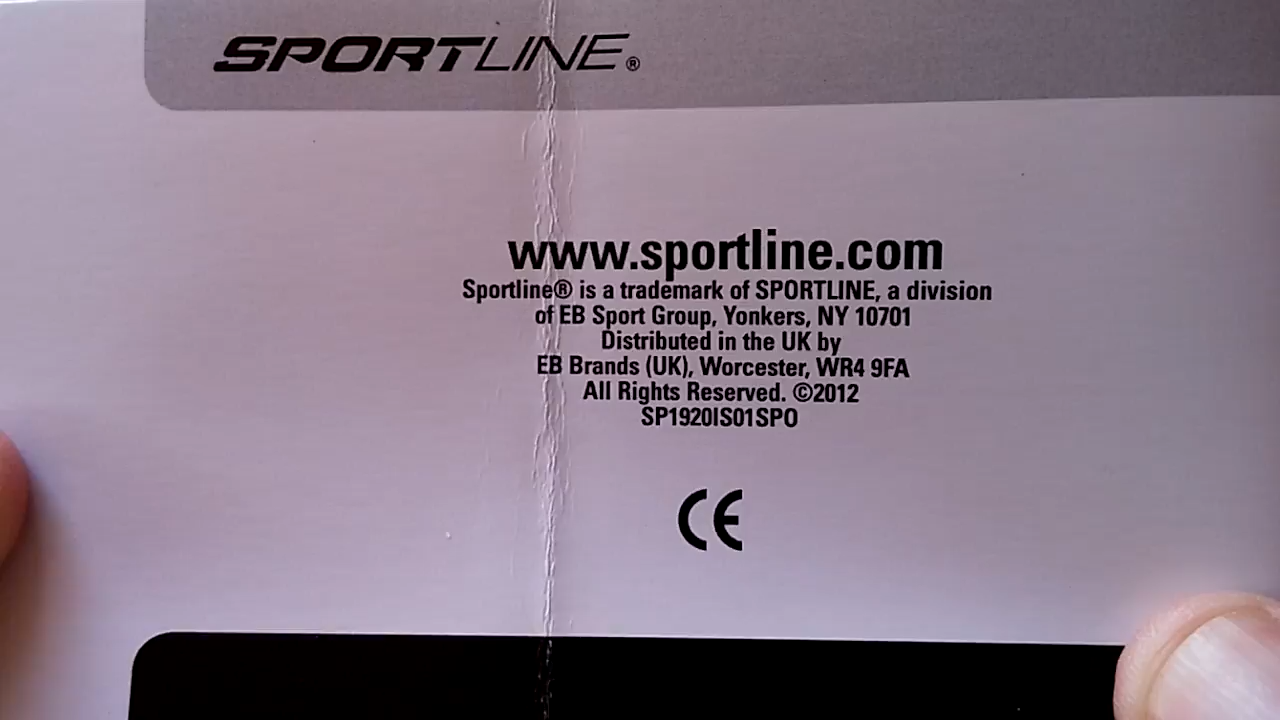 SPORTLINE®
www.sportline.com
Sportline® is a trademark of SPORTLINE, a division
of EB Sport Group, Yonkers, NY 10701
Distributed in the UK by
EB Brands (UK), Worcester, WR4 9FA
All Rights Reserved. ©2012
SP1920IS01SPO
CE